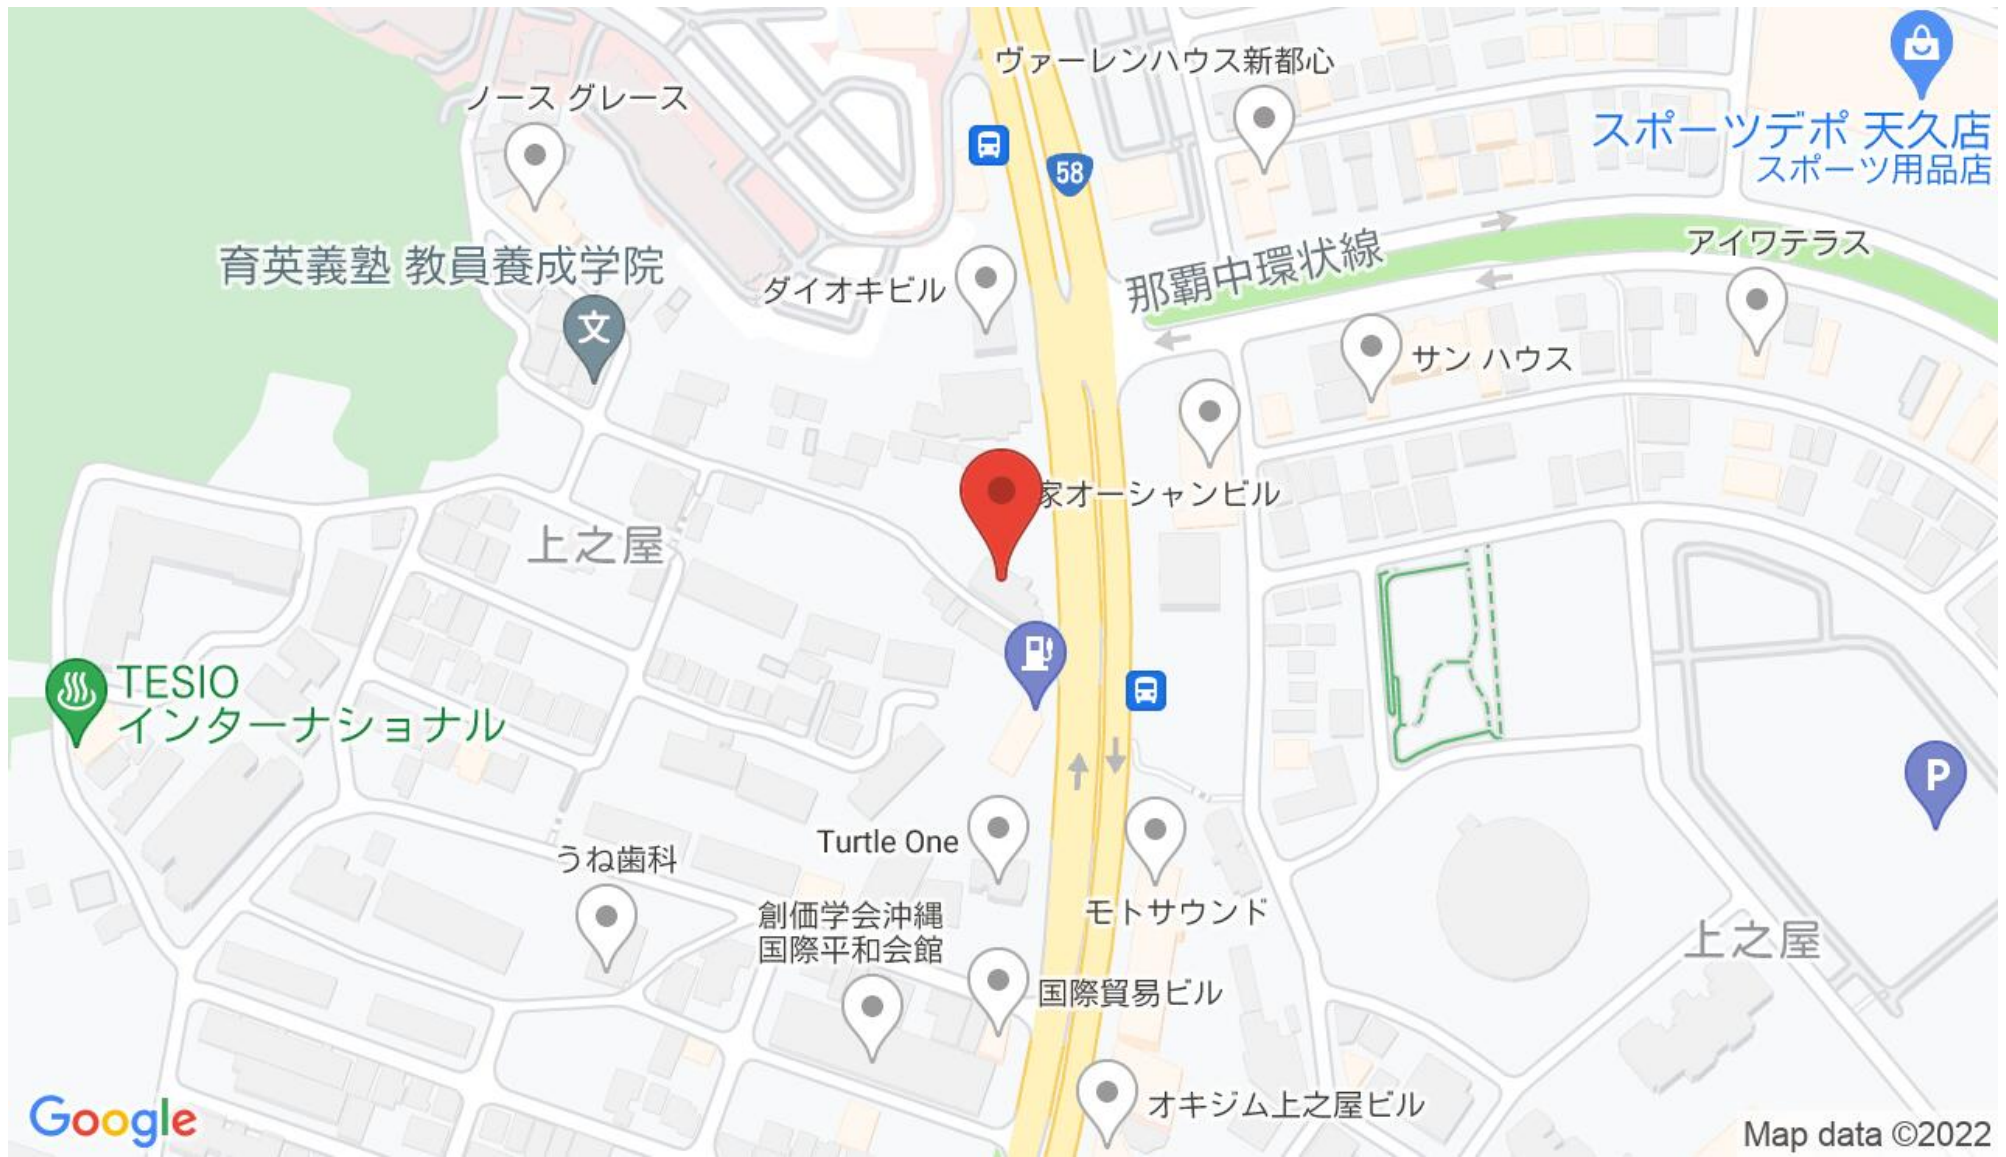 ヴァーレンハウス新都心
ノース グレース
スポーツデポ 天久店
スポーツ用品店
58
アイワテラス
育英義塾 教員養成学院
那覇中環状線
ダイオキビル
文
サン ハウス
家オーシャンビル
上之屋
TESIO
インターナショナル
P
Turtle One
うね歯科
モトサウンド
創価学会沖縄
国際平和会館
上之屋
国際貿易ビル
オキジム上之屋ビル
Google
Map data ©2022